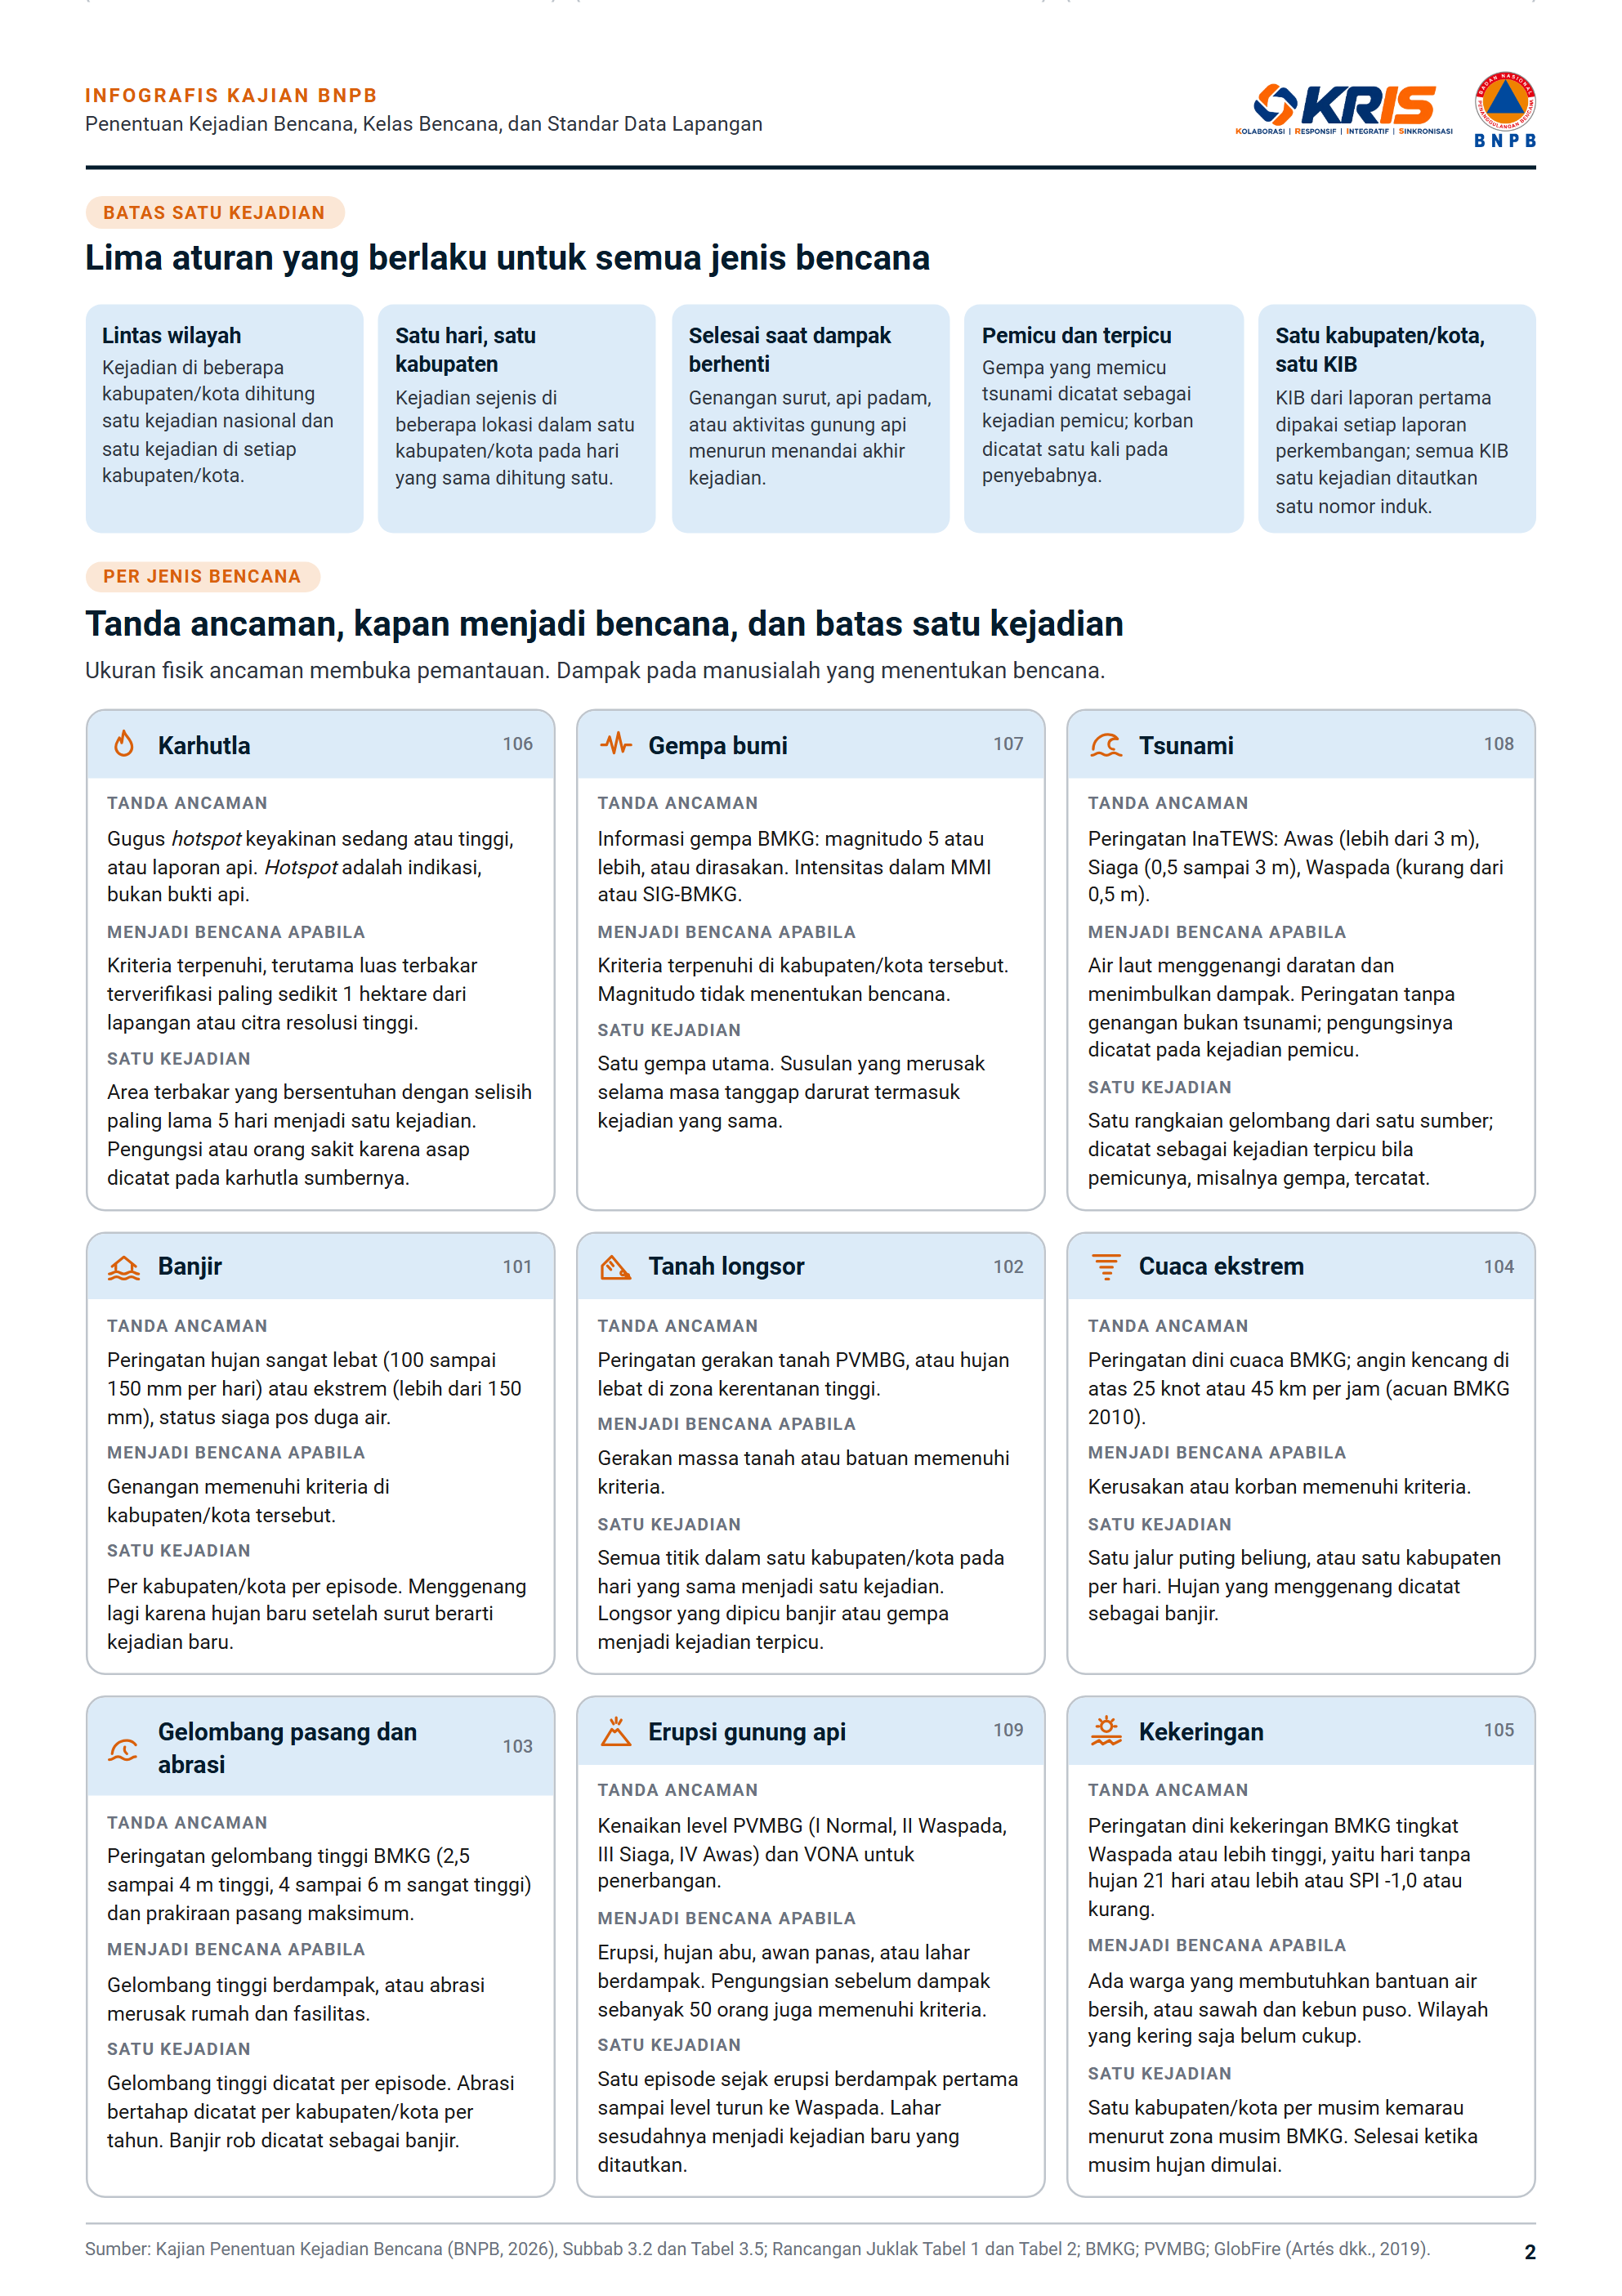 INFOGRAFIS KAJIAN BNPB
Penentuan Kejadian Bencana, Kelas Bencana, dan Standar Data Lapangan
KRIS
KOLABORASI | RESPONSIF | INTEGRATIF | SINKRONISASI
BADAN NASIONAL
PENANGGULANGAN BENCANA
BNPB
BATAS SATU KEJADIAN
Lima aturan yang berlaku untuk semua jenis bencana
Lintas wilayah
Kejadian di beberapa
kabupaten/kota dihitung
satu kejadian nasional dan
satu kejadian di setiap
kabupaten/kota.
Satu hari, satu
kabupaten
Kejadian sejenis di
beberapa lokasi dalam satu
kabupaten/kota pada hari
yang sama dihitung satu.
Selesai saat dampak
berhenti
Genangan surut, api padam,
atau aktivitas gunung api
menurun menandai akhir
kejadian.
Pemicu dan terpicu
Gempa yang memicu
tsunami dicatat sebagai
kejadian pemicu; korban
dicatat satu kali pada
penyebabnya.
Satu kabupaten/kota,
satu KIB
KIB dari laporan pertama
dipakai setiap laporan
perkembangan; semua KIB
satu kejadian ditautkan
satu nomor induk.
PER JENIS BENCANA
Tanda ancaman, kapan menjadi bencana, dan batas satu kejadian
Ukuran fisik ancaman membuka pemantauan. Dampak pada manusialah yang menentukan bencana.
Karhutla 106
TANDA ANCAMAN
Gugus hotspot keyakinan sedang atau tinggi,
atau laporan api. Hotspot adalah indikasi,
bukan bukti api.
MENJADI BENCANA APABILA
Kriteria terpenuhi, terutama luas terbakar
terverifikasi paling sedikit 1 hektare dari
lapangan atau citra resolusi tinggi.
SATU KEJADIAN
Area terbakar yang bersentuhan dengan selisih
paling lama 5 hari menjadi satu kejadian.
Pengungsi atau orang sakit karena asap
dicatat pada karhutla sumbernya.
Gempa bumi 107
TANDA ANCAMAN
Informasi gempa BMKG: magnitudo 5 atau
lebih, atau dirasakan. Intensitas dalam MMI
atau SIG-BMKG.
MENJADI BENCANA APABILA
Kriteria terpenuhi di kabupaten/kota tersebut.
Magnitudo tidak menentukan bencana.
SATU KEJADIAN
Satu gempa utama. Susulan yang merusak
selama masa tanggap darurat termasuk
kejadian yang sama.
Tsunami 108
TANDA ANCAMAN
Peringatan InaTEWS: Awas (lebih dari 3 m),
Siaga (0,5 sampai 3 m), Waspada (kurang dari
0,5 m).
MENJADI BENCANA APABILA
Air laut menggenangi daratan dan
menimbulkan dampak. Peringatan tanpa
genangan bukan tsunami; pengungsinya
dicatat pada kejadian pemicu.
SATU KEJADIAN
Satu rangkaian gelombang dari satu sumber;
dicatat sebagai kejadian terpicu bila
pemicunya, misalnya gempa, tercatat.
Banjir 101
TANDA ANCAMAN
Peringatan hujan sangat lebat (100 sampai
150 mm per hari) atau ekstrem (lebih dari 150
mm), status siaga pos duga air.
MENJADI BENCANA APABILA
Genangan memenuhi kriteria di
kabupaten/kota tersebut.
SATU KEJADIAN
Per kabupaten/kota per episode. Menggenang
lagi karena hujan baru setelah surut berarti
kejadian baru.
Tanah longsor 102
TANDA ANCAMAN
Peringatan gerakan tanah PVMBG, atau hujan
lebat di zona kerentanan tinggi.
MENJADI BENCANA APABILA
Gerakan massa tanah atau batuan memenuhi
kriteria.
SATU KEJADIAN
Semua titik dalam satu kabupaten/kota pada
hari yang sama menjadi satu kejadian.
Longsor yang dipicu banjir atau gempa
menjadi kejadian terpicu.
Cuaca ekstrem 104
TANDA ANCAMAN
Peringatan dini cuaca BMKG; angin kencang di
atas 25 knot atau 45 km per jam (acuan BMKG
2010).
MENJADI BENCANA APABILA
Kerusakan atau korban memenuhi kriteria.
SATU KEJADIAN
Satu jalur puting beliung, atau satu kabupaten
per hari. Hujan yang menggenang dicatat
sebagai banjir.
Gelombang pasang dan
abrasi 103
TANDA ANCAMAN
Peringatan gelombang tinggi BMKG (2,5
sampai 4 m tinggi, 4 sampai 6 m sangat tinggi)
dan prakiraan pasang maksimum.
MENJADI BENCANA APABILA
Gelombang tinggi berdampak, atau abrasi
merusak rumah dan fasilitas.
SATU KEJADIAN
Gelombang tinggi dicatat per episode. Abrasi
bertahap dicatat per kabupaten/kota per
tahun. Banjir rob dicatat sebagai banjir.
Erupsi gunung api 109
TANDA ANCAMAN
Kenaikan level PVMBG (I Normal, II Waspada,
III Siaga, IV Awas) dan VONA untuk
penerbangan.
MENJADI BENCANA APABILA
Erupsi, hujan abu, awan panas, atau lahar
berdampak. Pengungsian sebelum dampak
sebanyak 50 orang juga memenuhi kriteria.
SATU KEJADIAN
Satu episode sejak erupsi berdampak pertama
sampai level turun ke Waspada. Lahar
sesudahnya menjadi kejadian baru yang
ditautkan.
Kekeringan 105
TANDA ANCAMAN
Peringatan dini kekeringan BMKG tingkat
Waspada atau lebih tinggi, yaitu hari tanpa
hujan 21 hari atau lebih atau SPI -1,0 atau
kurang.
MENJADI BENCANA APABILA
Ada warga yang membutuhkan bantuan air
bersih, atau sawah dan kebun puso. Wilayah
yang kering saja belum cukup.
SATU KEJADIAN
Satu kabupaten/kota per musim kemarau
menurut zona musim BMKG. Selesai ketika
musim hujan dimulai.
Sumber: Kajian Penentuan Kejadian Bencana (BNPB, 2026), Subbab 3.2 dan Tabel 3.5; Rancangan Juklak Tabel 1 dan Tabel 2; BMKG; PVMBG; GlobFire (Artés dkk., 2019).
2